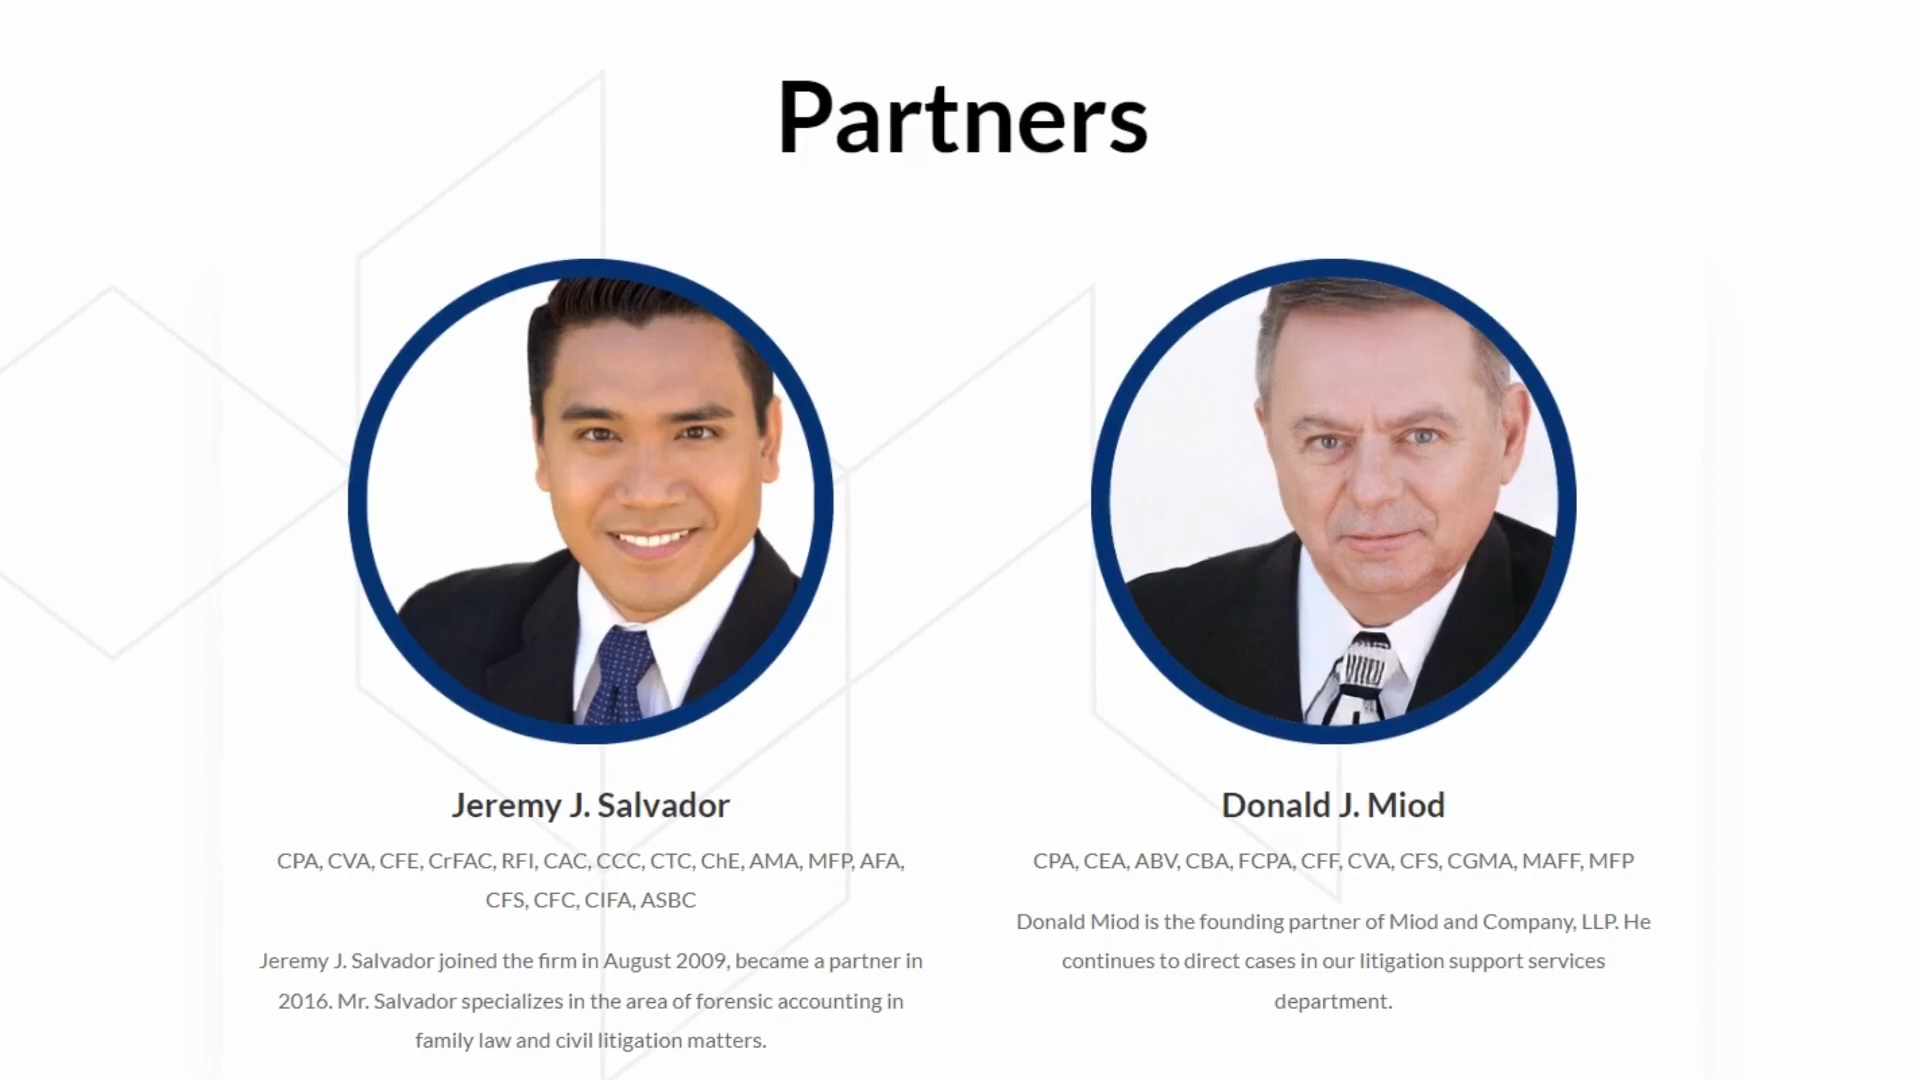 Partners
Jeremy J. Salvador
CPA, CVA, CFE, CrFAC, RFI, CAC, CCC, CTC, ChE, AMA, MFP, AFA,
CFS, CFC, CIFA, ASBC
Jeremy J. Salvador joined the firm in August 2009, became a partner in
2016. Mr. Salvador specializes in the area of forensic accounting in
family law and civil litigation matters.
Donald J. Miod
CPA, CEA, ABV, CBA, FCPA, CFF, CVA, CFS, CGMA, MAFF, MFP
Donald Miod is the founding partner of Miod and Company, LLP. He
continues to direct cases in our litigation support services
department.